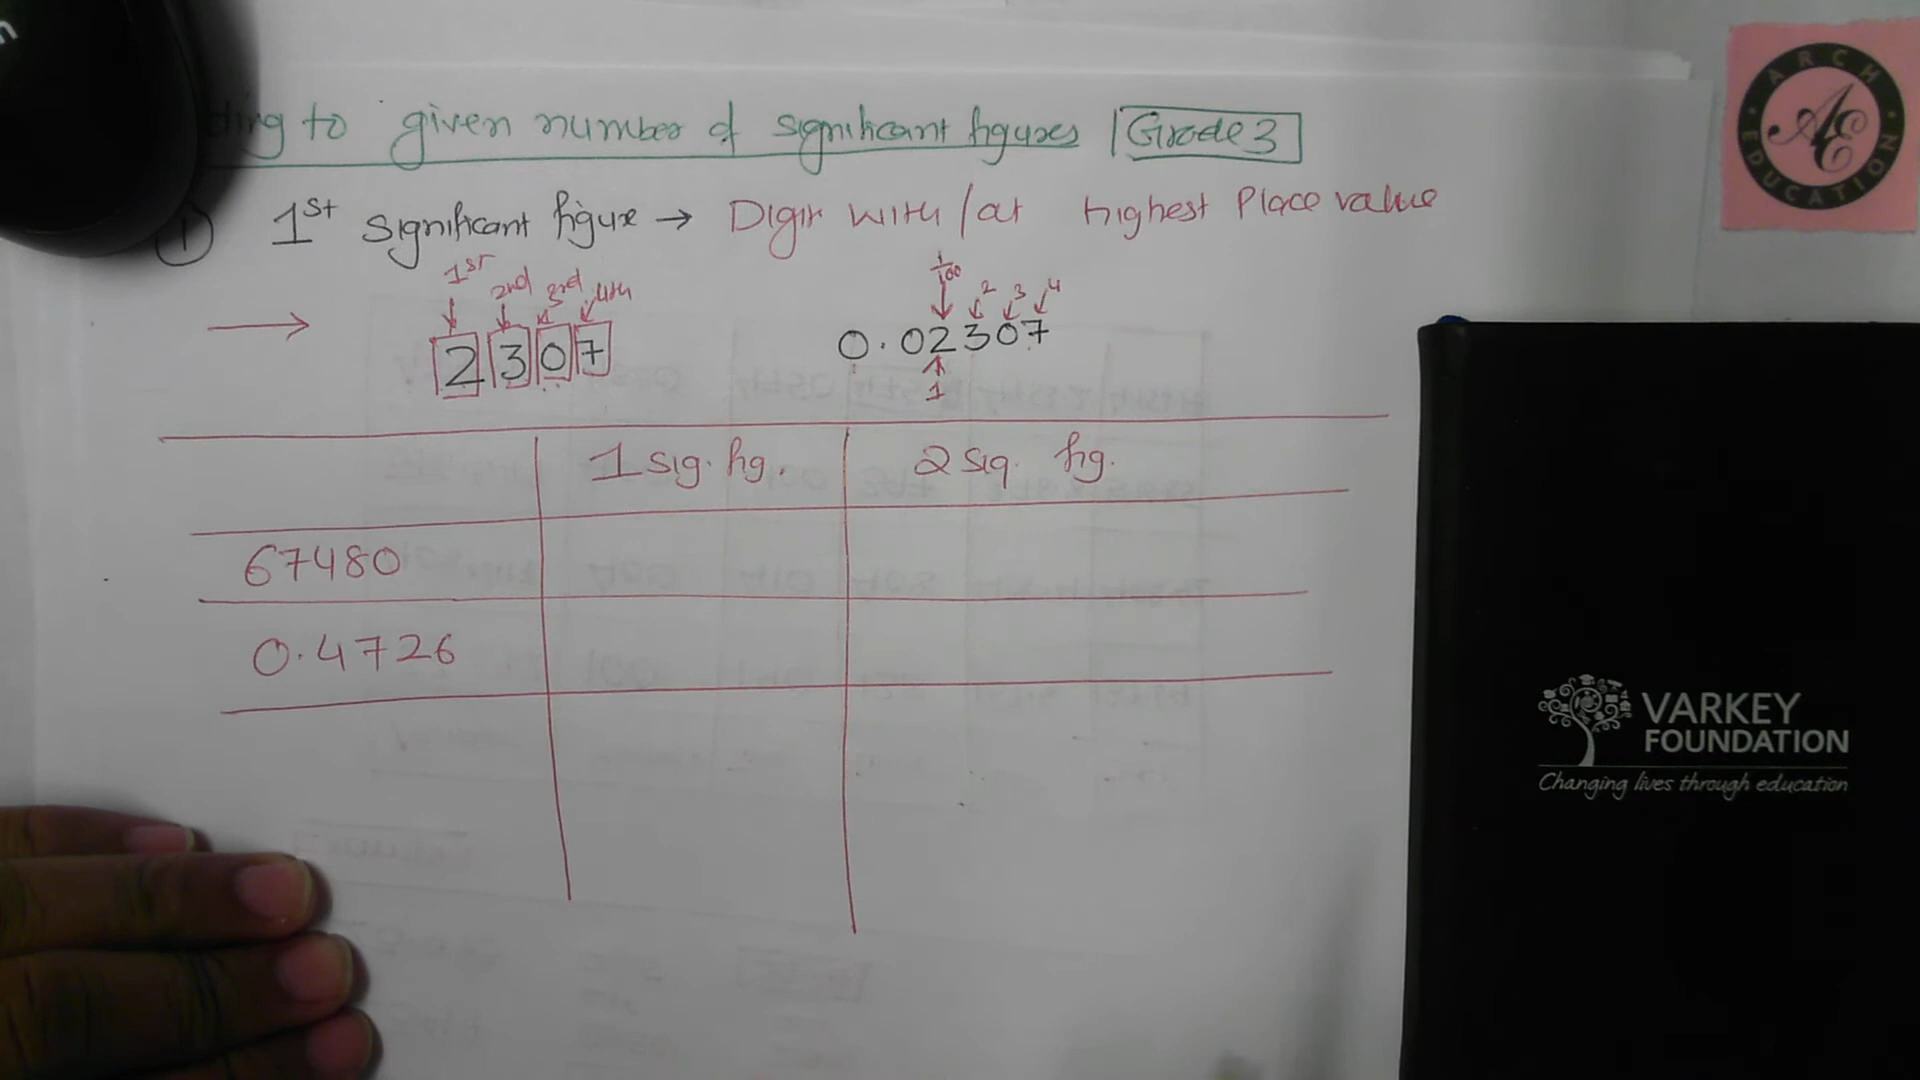 to given number of significant figures Grade 3
① 1st significant figure → Digit with / at highest Place value
1st 2nd 3rd 4th
2 3 0 7
1/100 2 3 4
0.02307
1
1 sig. fig. 2 sig. fig.
67480
0.4726
ARCH EDUCATION
AE
VARKEY
FOUNDATION
Changing lives through education